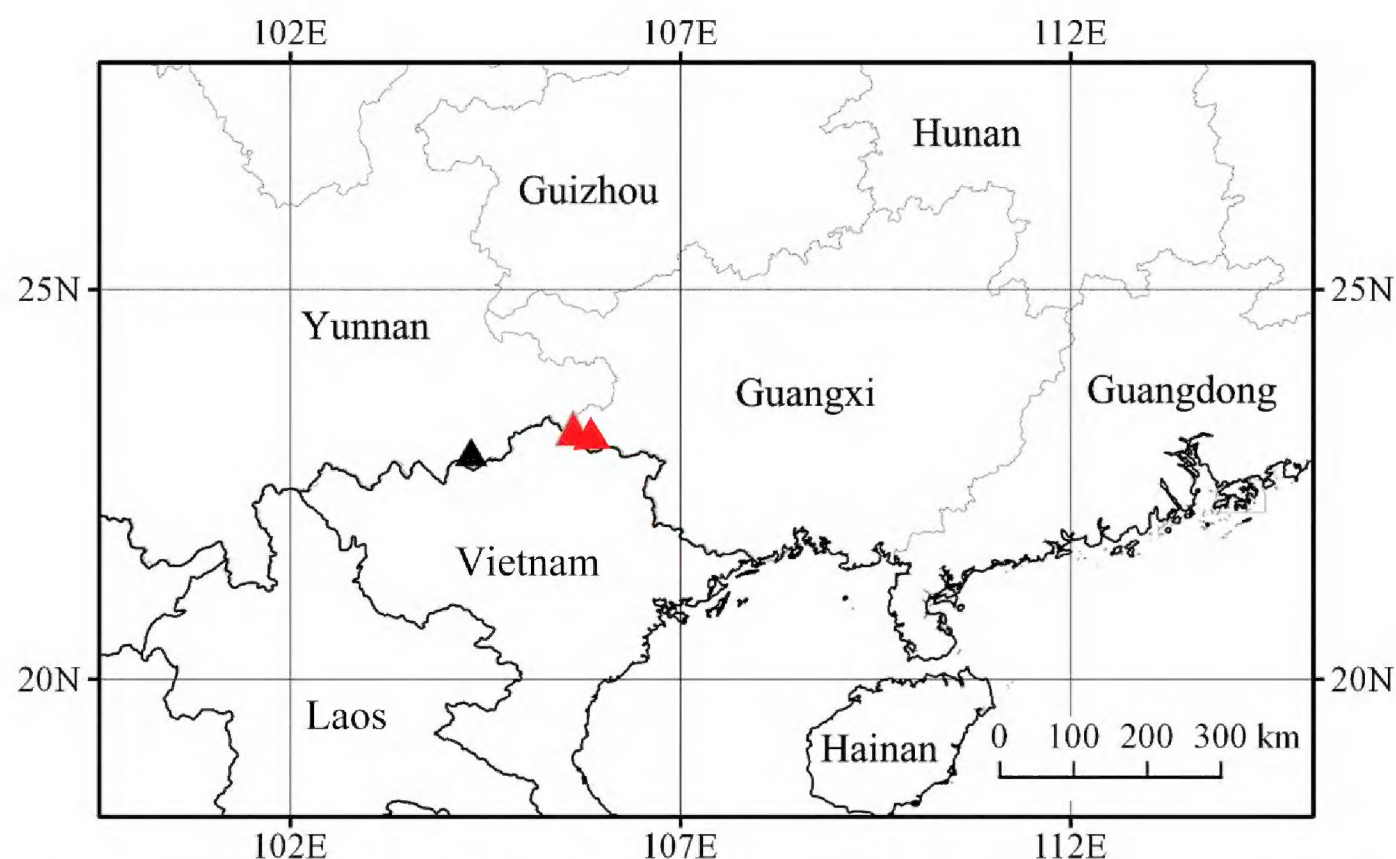 102E 107E 112E
Hunan
Guizhou
25N 25N
Yunnan
Guangxi Guangdong
Vietnam
20N 20N
Laos
Hainan
0 100 200 300 km
102E 107E 112E